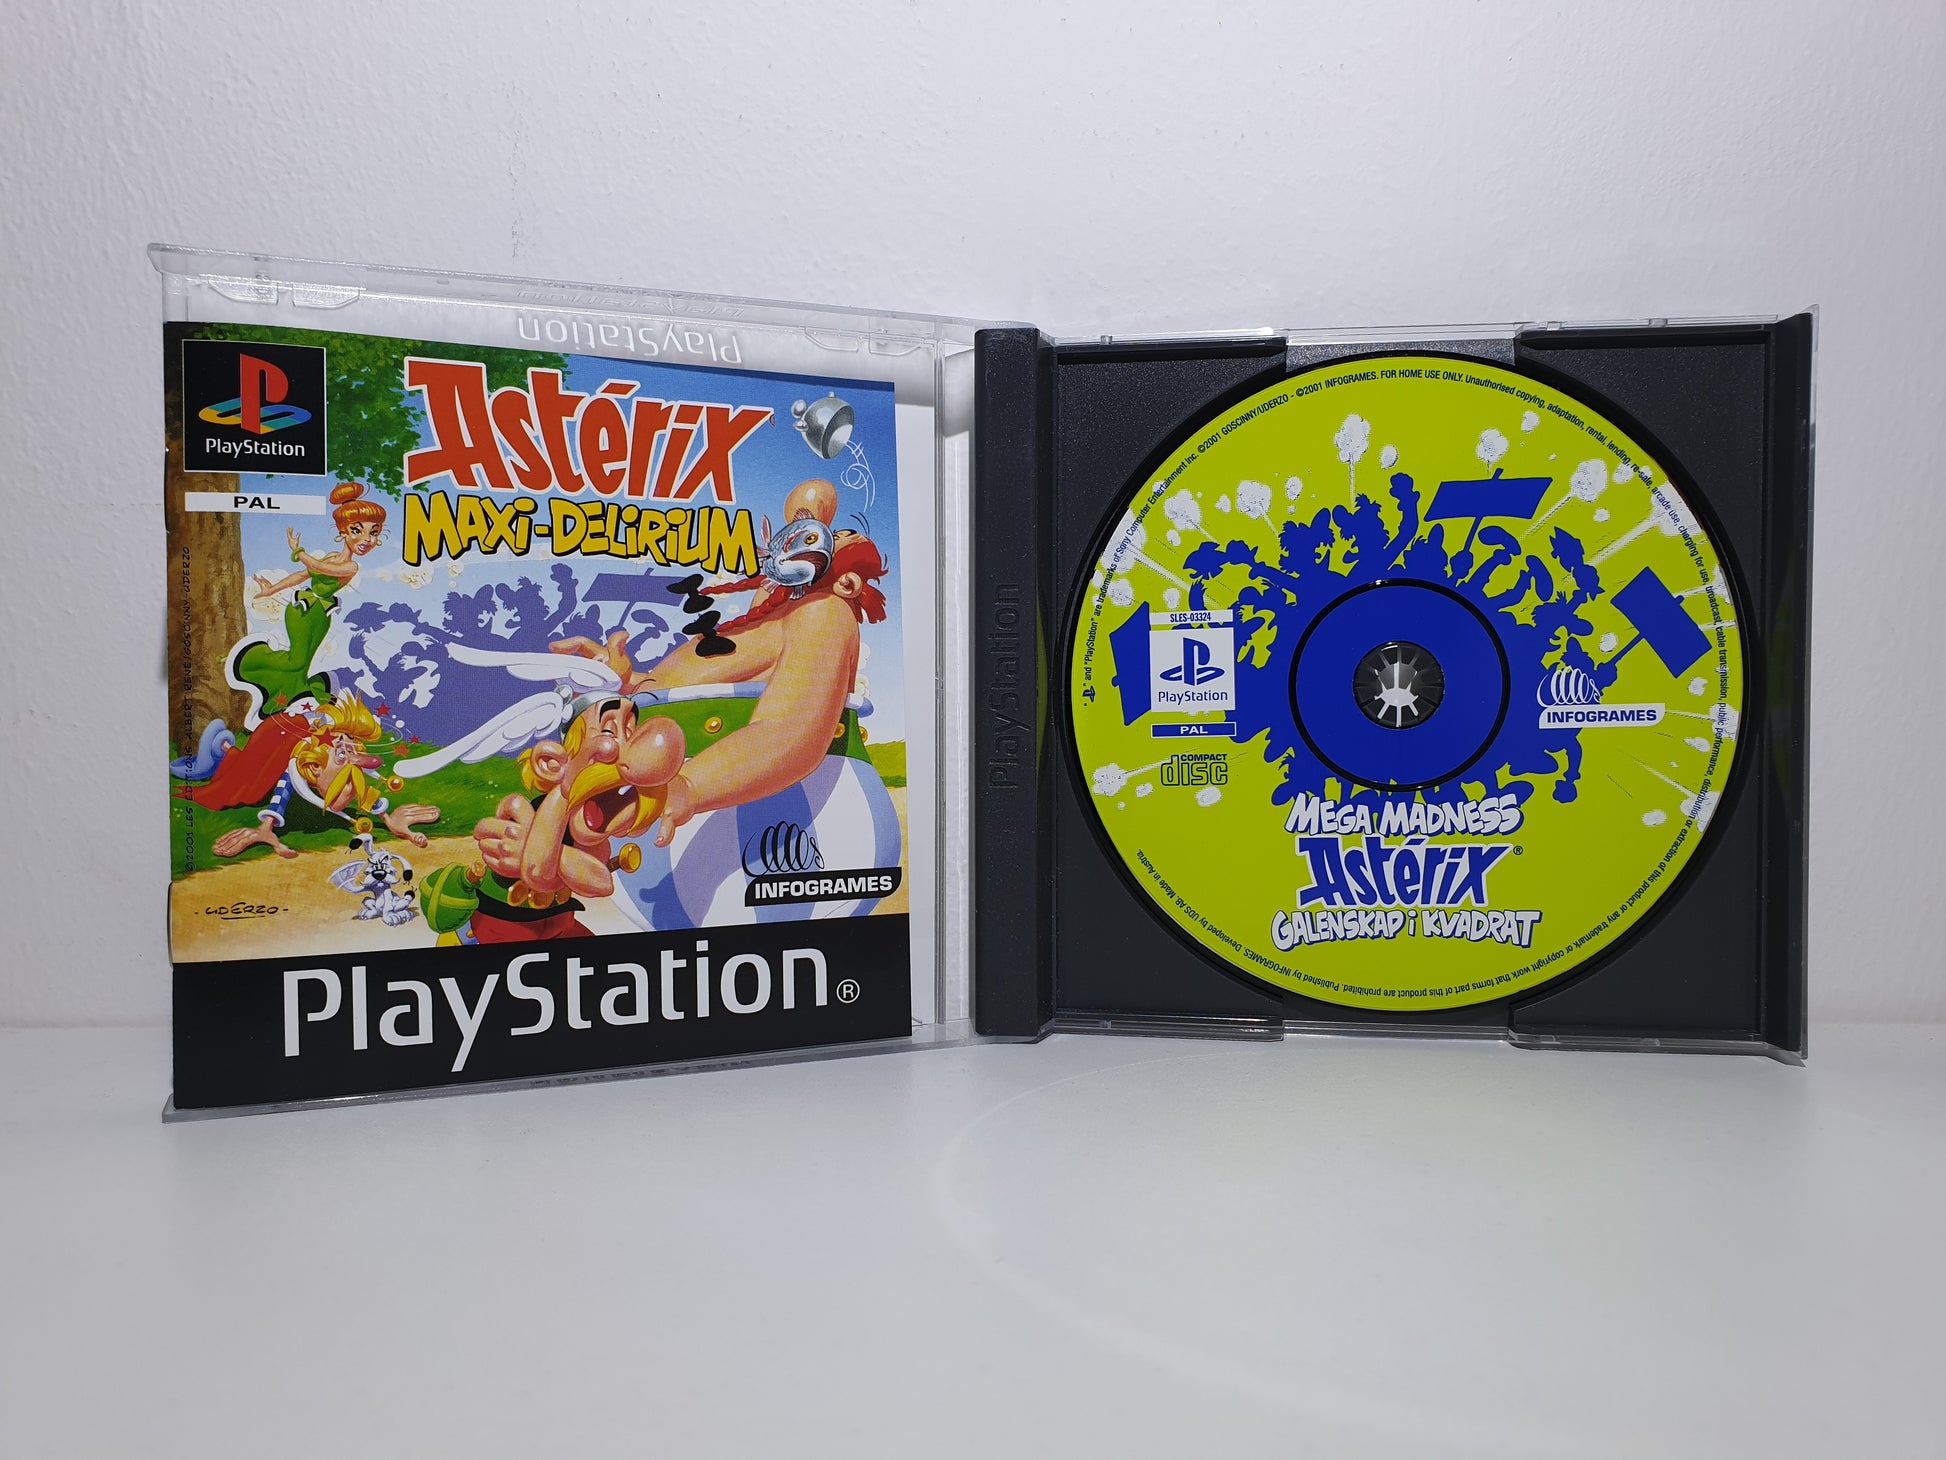 PlayStation
PlayStation
PAL
Astérix
MAXI-DELIRIUM
©2001 LES EDITIONS ALBERT RENÉ/GOSCINNY-UDERZO
-UDERZO-
INFOGRAMES
PlayStation®
PlayStation
" and "PlayStation" are trademarks of Sony Computer Entertainment Inc. ©2001 GOSCINNY/UDERZO - ©2001 INFOGRAMES. FOR HOME USE ONLY. Unauthorised copying, adaptation, rental, lending, re-sale, arcade use, charging for use, broadcast, cable transmission, public performance, distribution or extraction of this product or any trademark or copyright work that forms part of this product are prohibited. Published by INFOGRAMES. Developed by UDS AB. Made in Austria.
SLES-03324
PlayStation
PAL
COMPACT
disc
INFOGRAMES
MEGA MADNESS
Astérix®
GALENSKAP i KVADRAT